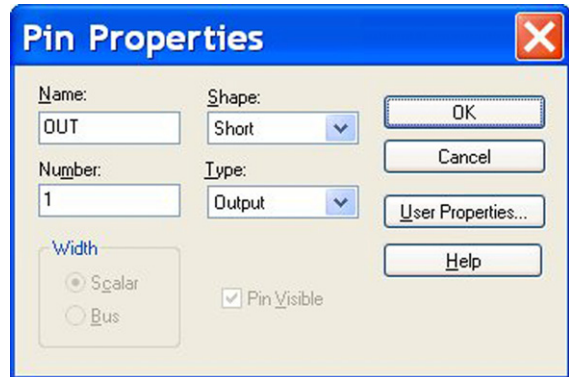 Pin Properties
Name:
OUT
Shape:
Short
OK
Cancel
Number:
1
Type:
Output
User Properties...
Width
Scalar
Bus
Pin Visible
Help